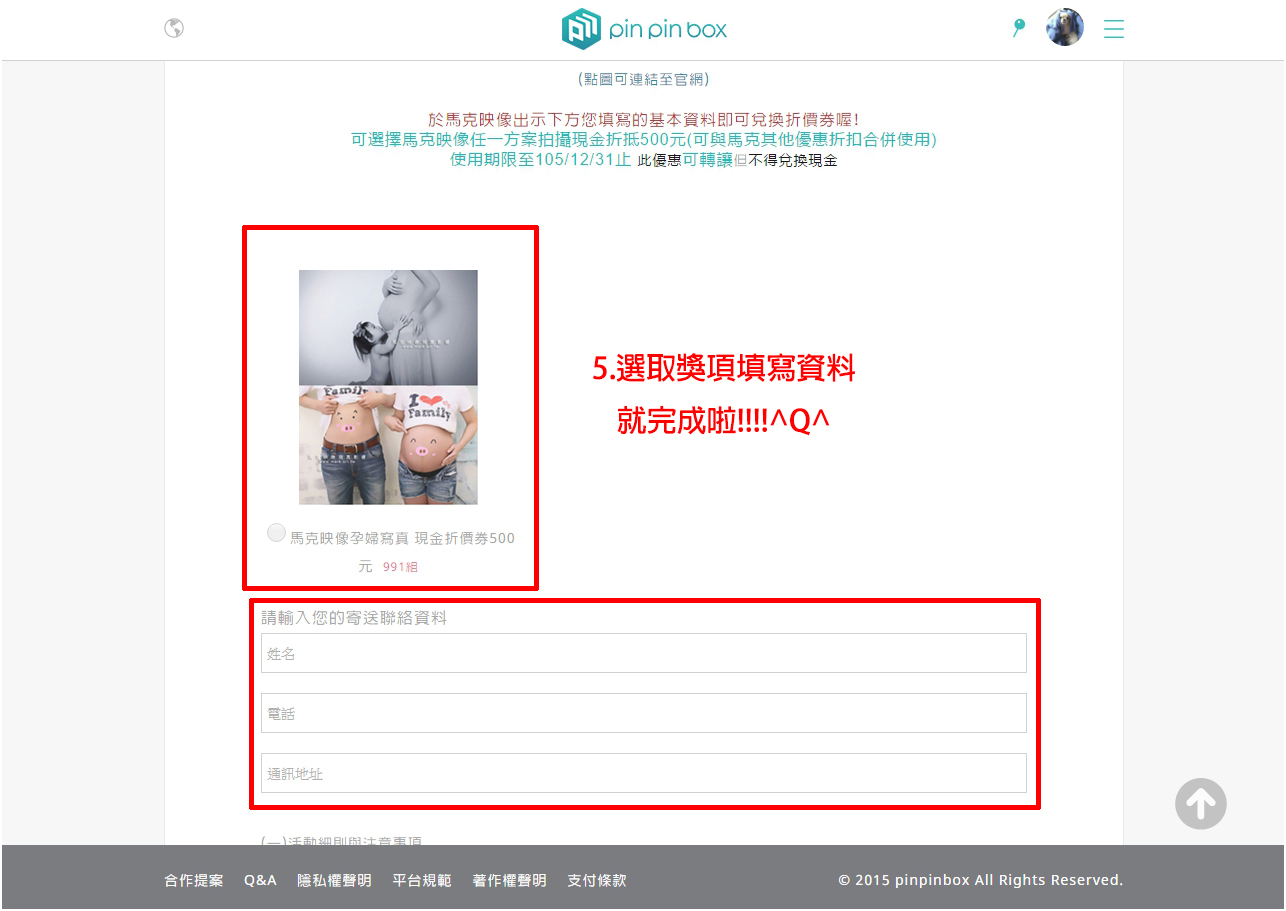 pin pin box
(點圖可連結至官網)
於馬克映像出示下方您填寫的基本資料即可兌換折價券喔!
可選擇馬克映像任一方案拍攝現金折抵500元(可與馬克其他優惠折扣合併使用)
使用期限至105/12/31止 此優惠可轉讓但不得兌換現金
Family
I ❤
Family
5.選取獎項填寫資料
就完成啦!!!!^Q^
馬克映像孕婦寫真 現金折價券500
元 991組
請輸入您的寄送聯絡資料
姓名
電話
通訊地址
(一)活動細則與注意事項
合作提案 Q&A 隱私權聲明 平台規範 著作權聲明 支付條款 © 2015 pinpinbox All Rights Reserved.